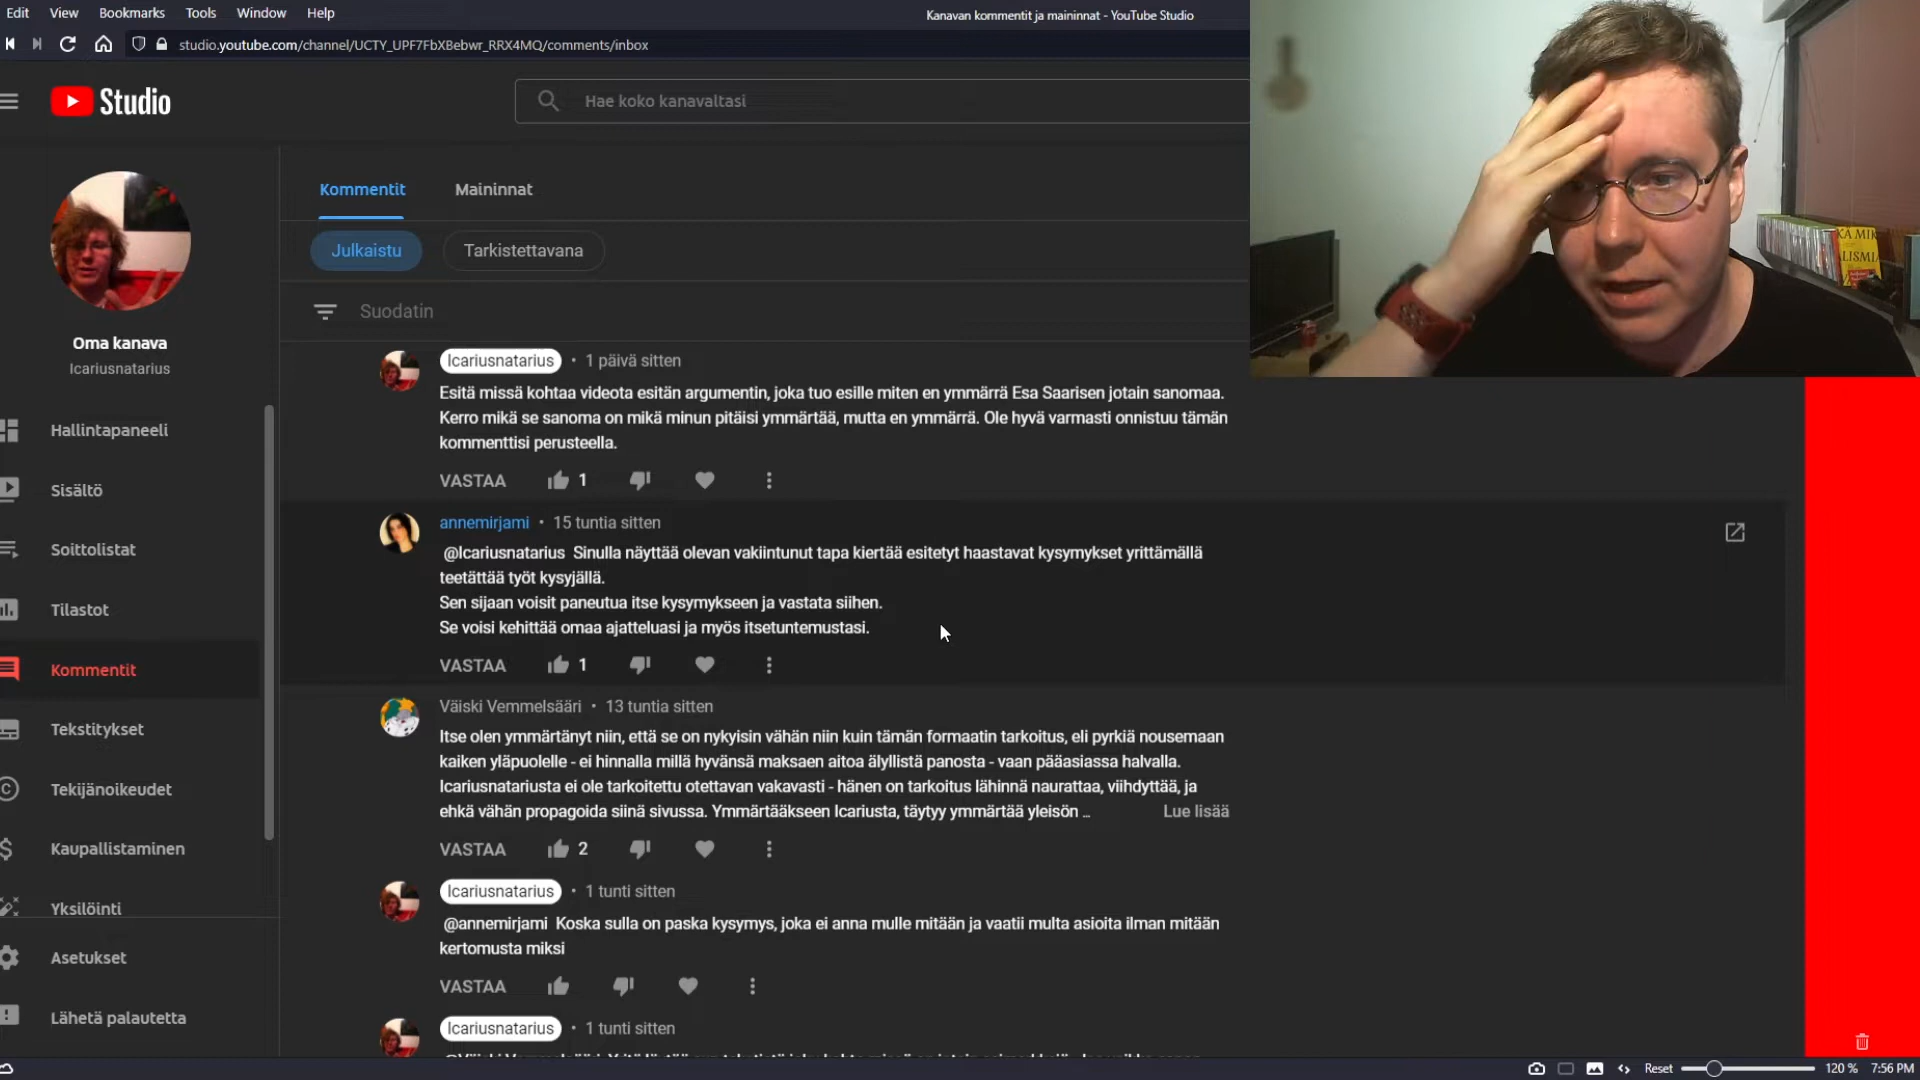 Edit View Bookmarks Tools Window Help
Kanavan kommentit ja maininnat - YouTube Studio
studio.youtube.com/channel/UCTY_UPF7FbXBebwr_RRX4MQ/comments/inbox
Studio
Hae koko kanavaltasi
Oma kanava
Icariusnatarius
Hallintapaneeli
Sisältö
Soittolistat
Tilastot
Kommentit
Tekstitykset
Tekijänoikeudet
Kaupallistaminen
Yksilöinti
Asetukset
Lähetä palautetta
Kommentit Maininnat
Julkaistu Tarkistettavana
Suodatin
Icariusnatarius • 1 päivä sitten
Esitä missä kohtaa videota esitän argumentin, joka tuo esille miten en ymmärrä Esa Saarisen jotain sanomaa.
Kerro mikä se sanoma on mikä minun pitäisi ymmärtää, mutta en ymmärrä. Ole hyvä varmasti onnistuu tämän
kommenttisi perusteella.
VASTAA 1
annemirjami • 15 tuntia sitten
@Icariusnatarius Sinulla näyttää olevan vakiintunut tapa kiertää esitetyt haastavat kysymykset yrittämällä
teetättää työt kysyjällä.
Sen sijaan voisit paneutua itse kysymykseen ja vastata siihen.
Se voisi kehittää omaa ajatteluasi ja myös itsetuntemustasi.
VASTAA 1
Väiski Vemmelsääri • 13 tuntia sitten
Itse olen ymmärtänyt niin, että se on nykyisin vähän niin kuin tämän formaatin tarkoitus, eli pyrkiä nousemaan
kaiken yläpuolelle - ei hinnalla millä hyvänsä maksaen aitoa älyllistä panosta - vaan pääasiassa halvalla.
Icariusnatariusta ei ole tarkoitettu otettavan vakavasti - hänen on tarkoitus lähinnä naurattaa, viihdyttää, ja
ehkä vähän propagoida siinä sivussa. Ymmärtääkseen Icariusta, täytyy ymmärtää yleisön ... Lue lisää
VASTAA 2
Icariusnatarius • 1 tunti sitten
@annemirjami Koska sulla on paska kysymys, joka ei anna mulle mitään ja vaatii multa asioita ilman mitään
kertomusta miksi
VASTAA
Icariusnatarius • 1 tunti sitten
Reset 120 % 7:56 PM